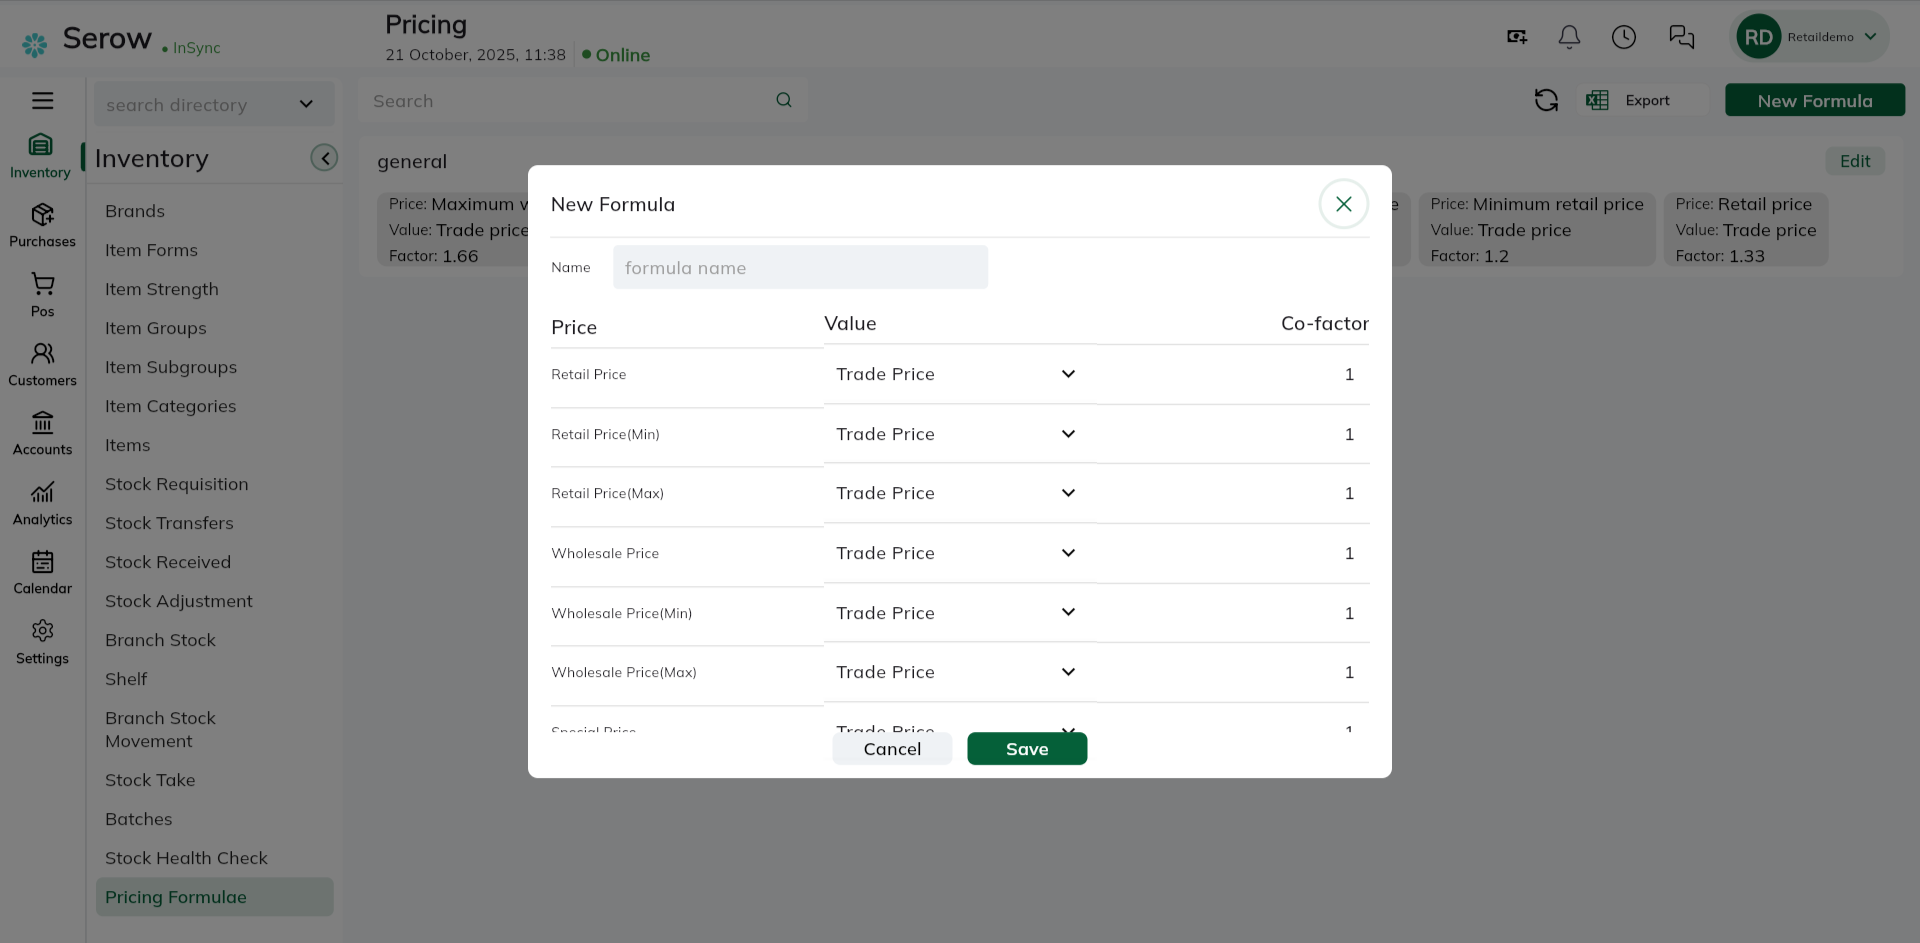 Serow
InSync
Pricing
21 October, 2025, 11:38
Online
RD
Retaildemo
search directory
Search
Export
New Formula
Inventory
Purchases
Pos
Customers
Accounts
Analytics
Calendar
Settings
Inventory
Brands
Item Forms
Item Strength
Item Groups
Item Subgroups
Item Categories
Items
Stock Requisition
Stock Transfers
Stock Received
Stock Adjustment
Branch Stock
Shelf
Branch Stock
Movement
Stock Take
Batches
Stock Health Check
Pricing Formulae
general
Edit
Price: Maximum w
Value: Trade price
Factor: 1.66
e
Price: Minimum retail price
Value: Trade price
Factor: 1.2
Price: Retail price
Value: Trade price
Factor: 1.33
New Formula
Name
formula name
Price Value Co-factor
Retail Price Trade Price 1
Retail Price(Min) Trade Price 1
Retail Price(Max) Trade Price 1
Wholesale Price Trade Price 1
Wholesale Price(Min) Trade Price 1
Wholesale Price(Max) Trade Price 1
Special Price Trade Price 1
Cancel
Save